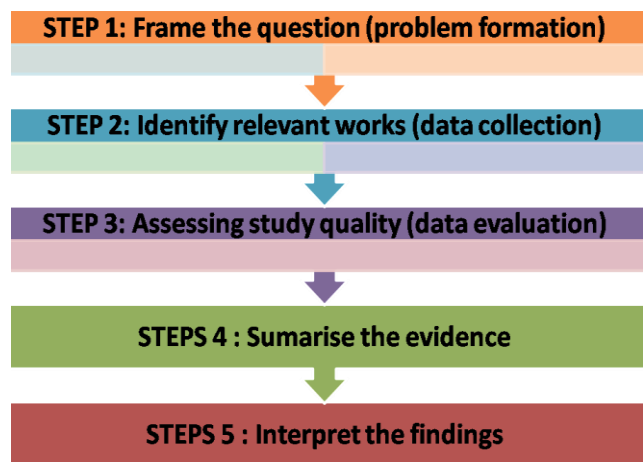 STEP 1: Frame the question (problem formation)
STEP 2: Identify relevant works (data collection)
STEP 3: Assessing study quality (data evaluation)
STEPS 4 : Sumarise the evidence
STEPS 5 : Interpret the findings